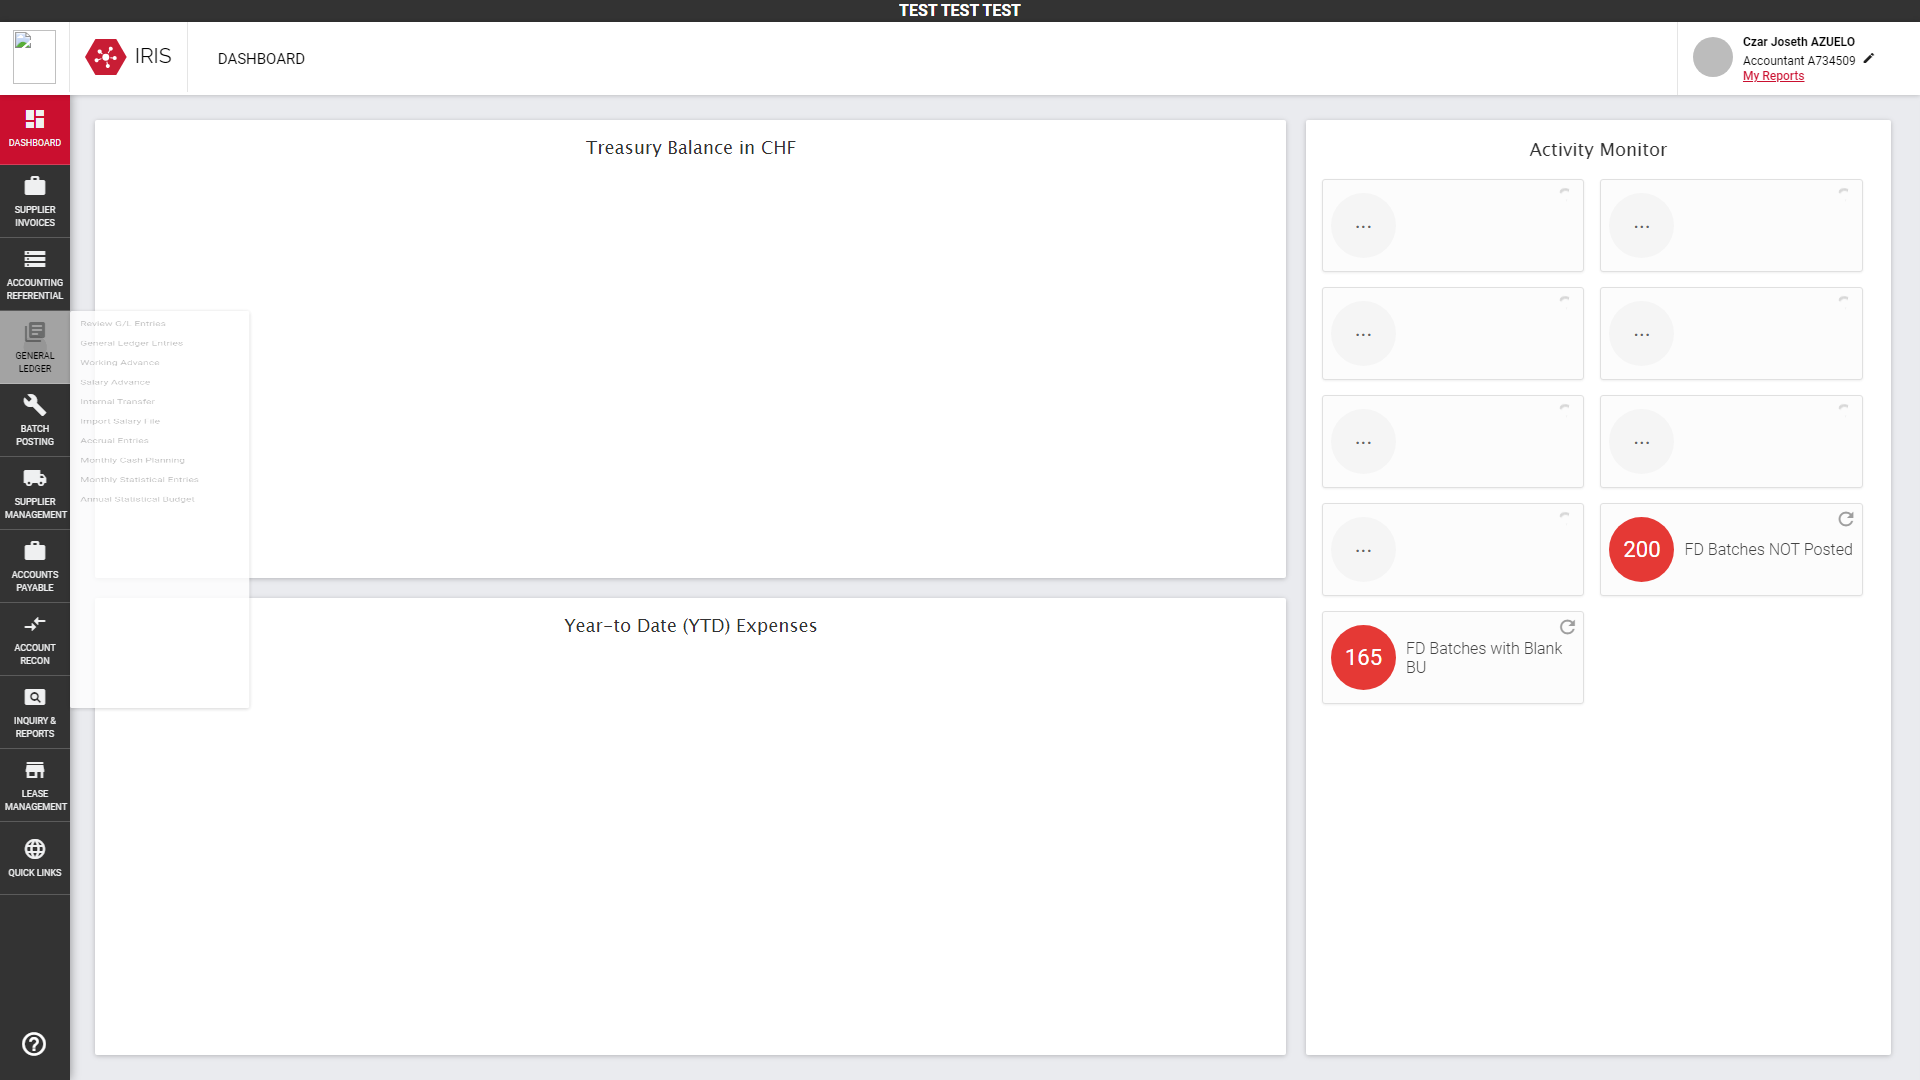 TEST TEST TEST
IRIS
DASHBOARD
Czar Joseth AZUELO
Accountant A734509
My Reports
DASHBOARD
SUPPLIER
INVOICES
ACCOUNTING
REFERENTIAL
GENERAL
LEDGER
BATCH
POSTING
SUPPLIER
MANAGEMENT
ACCOUNTS
PAYABLE
ACCOUNT
RECON
INQUIRY &
REPORTS
LEASE
MANAGEMENT
QUICK LINKS
Review G/L Entries
General Ledger Entries
Working Advance
Salary Advance
Internal Transfer
Import Salary File
Accrual Entries
Monthly Cash Planning
Monthly Statistical Entries
Annual Statistical Budget
Treasury Balance in CHF
Year-to Date (YTD) Expenses
Activity Monitor
...
...
...
...
...
...
...
200
FD Batches NOT Posted
165
FD Batches with Blank
BU